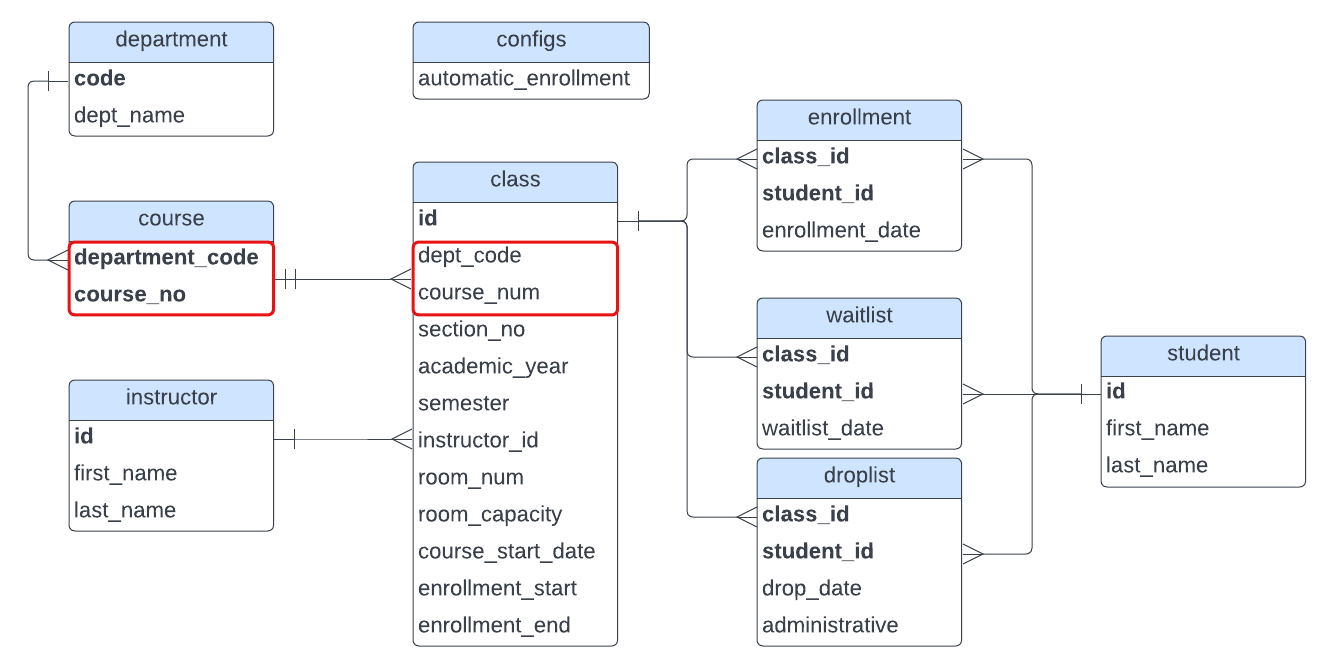 department
code
dept_name
configs
automatic_enrollment
course
department_code
course_no
instructor
id
first_name
last_name
class
id
dept_code
course_num
section_no
academic_year
semester
instructor_id
room_num
room_capacity
course_start_date
enrollment_start
enrollment_end
enrollment
class_id
student_id
enrollment_date
waitlist
class_id
student_id
waitlist_date
droplist
class_id
student_id
drop_date
administrative
student
id
first_name
last_name